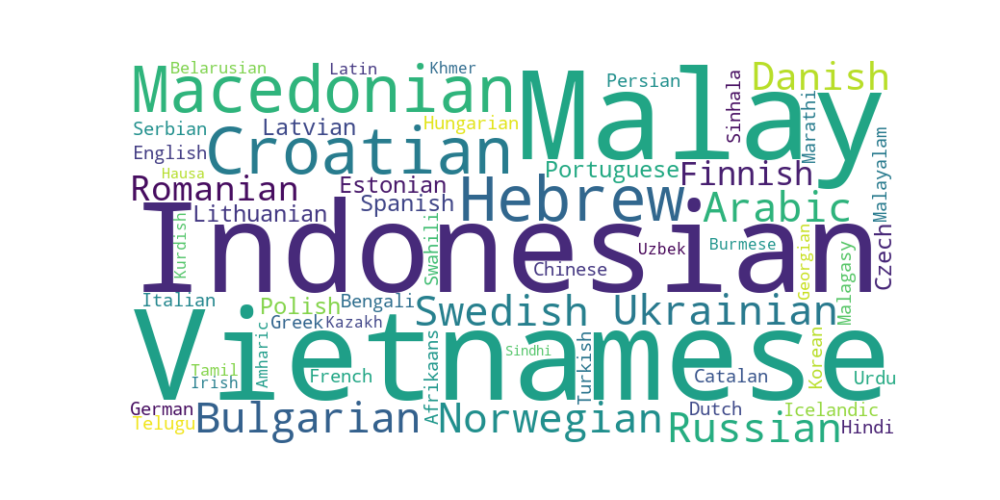 Belarusian Latin Khmer
Macedonian Malay Persian Sinhala Danish Marathi
Serbian Latvian Hungarian
English Croatian Portuguese Finnish Malayalam
Hausa
Romanian Estonian Hebrew Arabic
Lithuanian Spanish
Kurdish Indonesian Swahili Uzbek Burmese Georgian Malagasy Czech
Chinese
Italian Polish Bengali Swedish Ukrainian
Greek Kazakh
Vietnamese Amharic Afrikaans Sindhi Turkish Korean
Tamil
Irish French Catalan Urdu
German Bulgarian Norwegian Dutch Icelandic
Telugu Russian Hindi